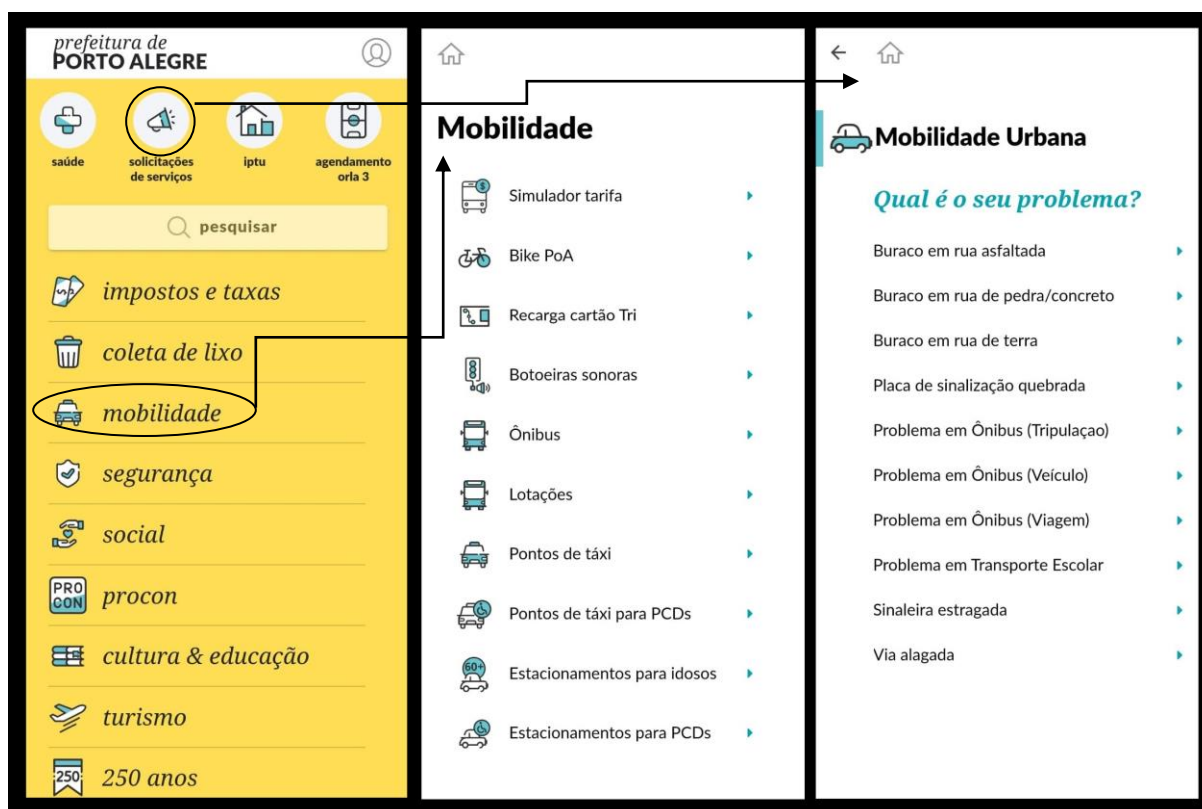 prefeitura de
PORTO ALEGRE
saúde
solicitações
de serviços
iptu
agendamento
orla 3
pesquisar
impostos e taxas
coleta de lixo
mobilidade
segurança
social
PRO
CON
procon
cultura & educação
turismo
250
250 anos
Mobilidade
$
Simulador tarifa
Bike PoA
Recarga cartão Tri
Botoeiras sonoras
Ônibus
Lotações
Pontos de táxi
Pontos de táxi para PCDs
60+
Estacionamentos para idosos
Estacionamentos para PCDs
Mobilidade Urbana
Qual é o seu problema?
Buraco em rua asfaltada
Buraco em rua de pedra/concreto
Buraco em rua de terra
Placa de sinalização quebrada
Problema em Ônibus (Tripulaçao)
Problema em Ônibus (Veículo)
Problema em Ônibus (Viagem)
Problema em Transporte Escolar
Sinaleira estragada
Via alagada